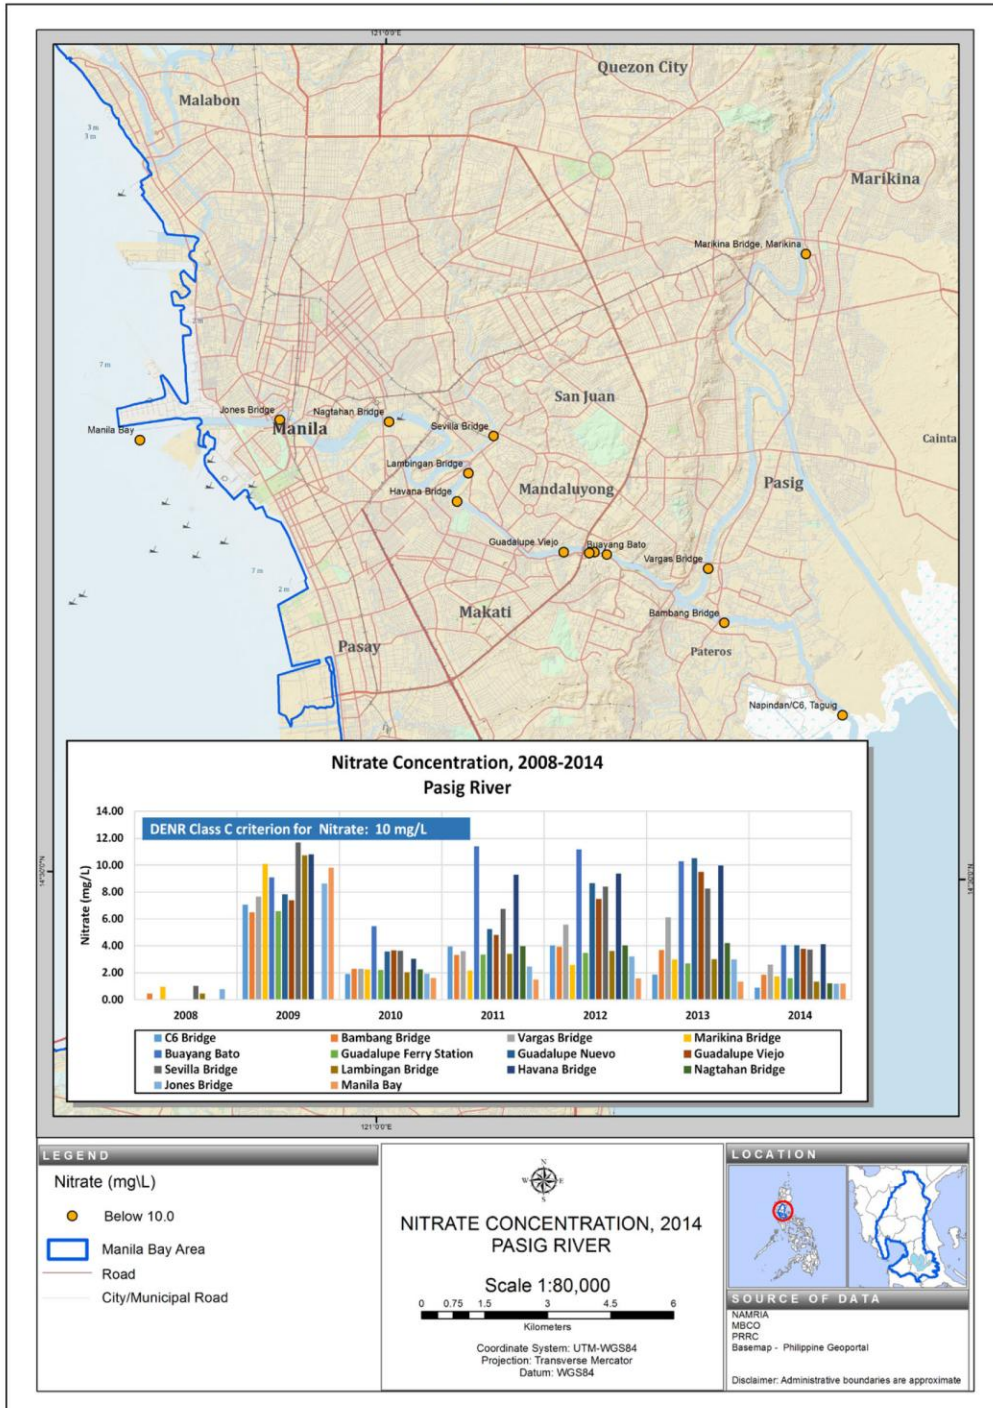 121°0'0"E
Quezon City
Malabon
3 m
3 m
Marikina
Marikina Bridge, Marikina
2 m
7 m
San Juan
Jones Bridge
Nagtahan Bridge
Manila
Sevilla Bridge
Manila Bay
Cainta
Lambingan Bridge
Havana Bridge
Mandaluyong
Pasig
Guadalupe Viejo
Buayang Bato
Vargas Bridge
7 m
2 m
Makati
Bambang Bridge
Pasay
Pateros
Napindan/C6, Taguig
Nitrate Concentration, 2008-2014
Pasig River
DENR Class C criterion for Nitrate: 10 mg/L
Nitrate (mg/L)
14.00
12.00
10.00
8.00
6.00
4.00
2.00
0.00
2008 2009 2010 2011 2012 2013 2014
C6 Bridge Bambang Bridge Vargas Bridge Marikina Bridge
Buayang Bato Guadalupe Ferry Station Guadalupe Nuevo Guadalupe Viejo
Sevilla Bridge Lambingan Bridge Havana Bridge Nagtahan Bridge
Jones Bridge Manila Bay
121°0'0"E
LEGEND
Nitrate (mg\L)
Below 10.0
Manila Bay Area
Road
City/Municipal Road
N
W E
S
NITRATE CONCENTRATION, 2014
PASIG RIVER
Scale 1:80,000
0 0.75 1.5 3 4.5 6
Kilometers
Coordinate System: UTM-WGS84
Projection: Transverse Mercator
Datum: WGS84
LOCATION
SOURCE OF DATA
NAMRIA
MBCO
PRRC
Basemap - Philippine Geoportal
Disclaimer: Administrative boundaries are approximate